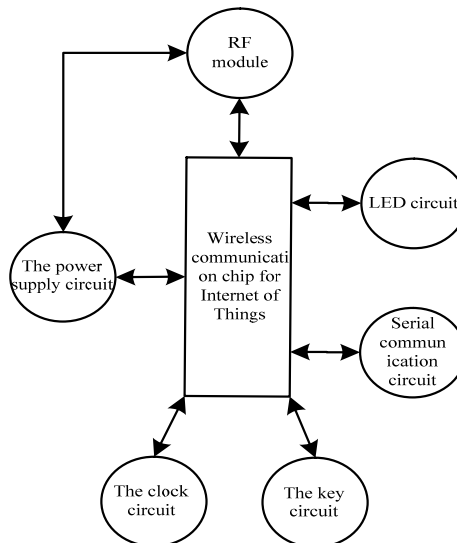 RF
module
LED circuit
Wireless
communicati
on chip for
Internet of
Things
The power
supply circuit
Serial
commun
ication
circuit
The clock
circuit
The key
circuit